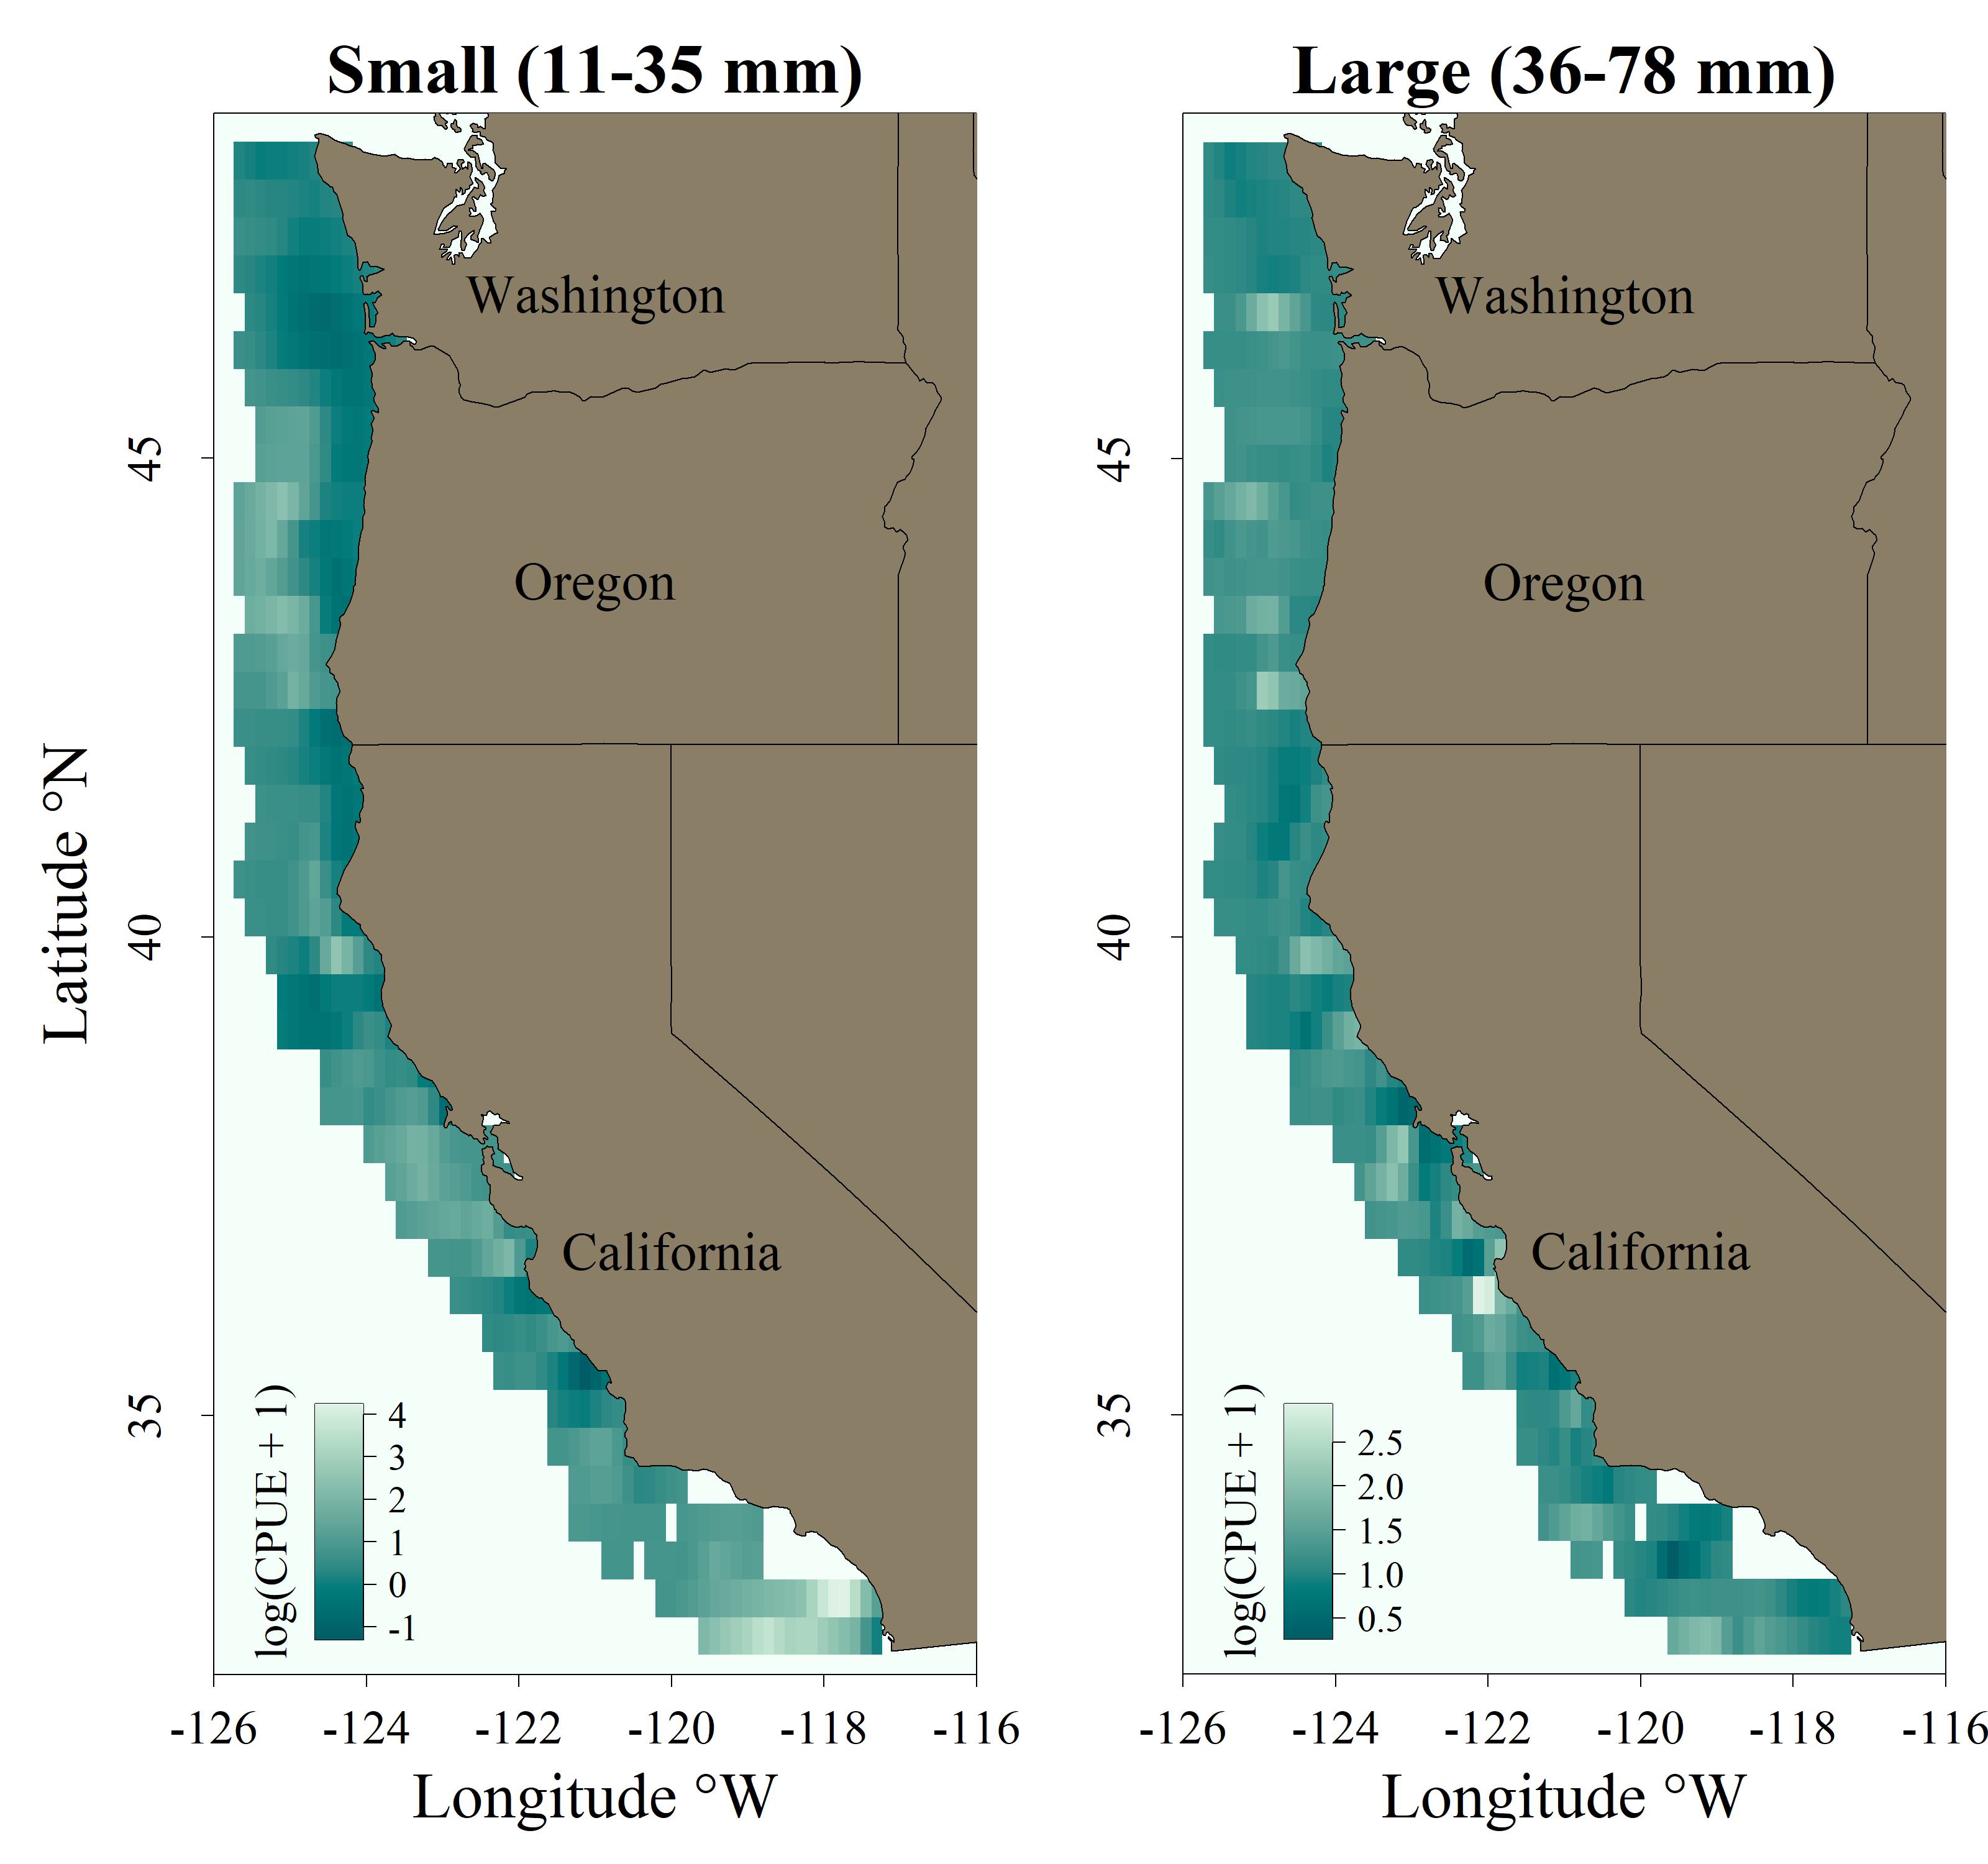 Small (11-35 mm)
Large (36-78 mm)
Washington
Oregon
California
Washington
Oregon
California
Latitude °N
45
40
35
45
40
35
log(CPUE + 1)
4
3
2
1
0
-1
log(CPUE + 1)
2.5
2.0
1.5
1.0
0.5
-126 -124 -122 -120 -118 -116
-126 -124 -122 -120 -118 -116
Longitude °W
Longitude °W